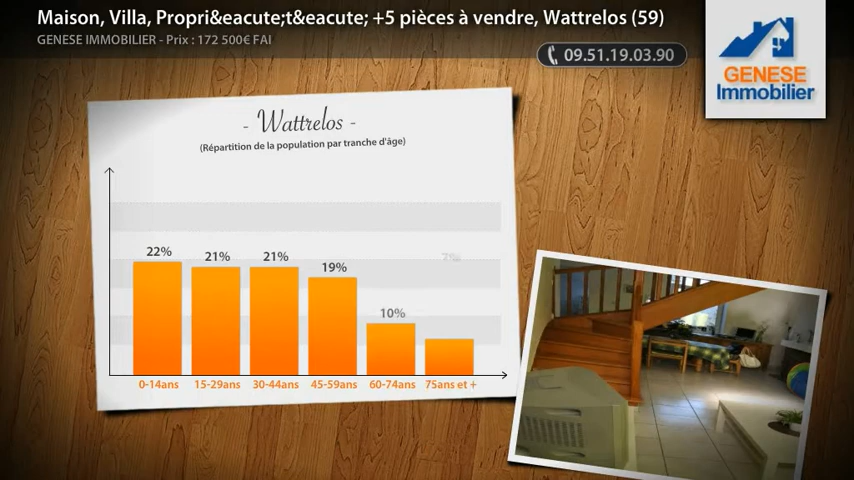 Maison, Villa, Propri&eacute;t&eacute; +5 pièces à vendre, Wattrelos (59)
GENESE IMMOBILIER - Prix : 172 500€ FAI
09.51.19.03.90
GENESE
Immobilier
- Wattrelos -
(Répartition de la population par tranche d'âge)
22%
21%
21%
19%
10%
7%
0-14ans
15-29ans
30-44ans
45-59ans
60-74ans
75ans et +